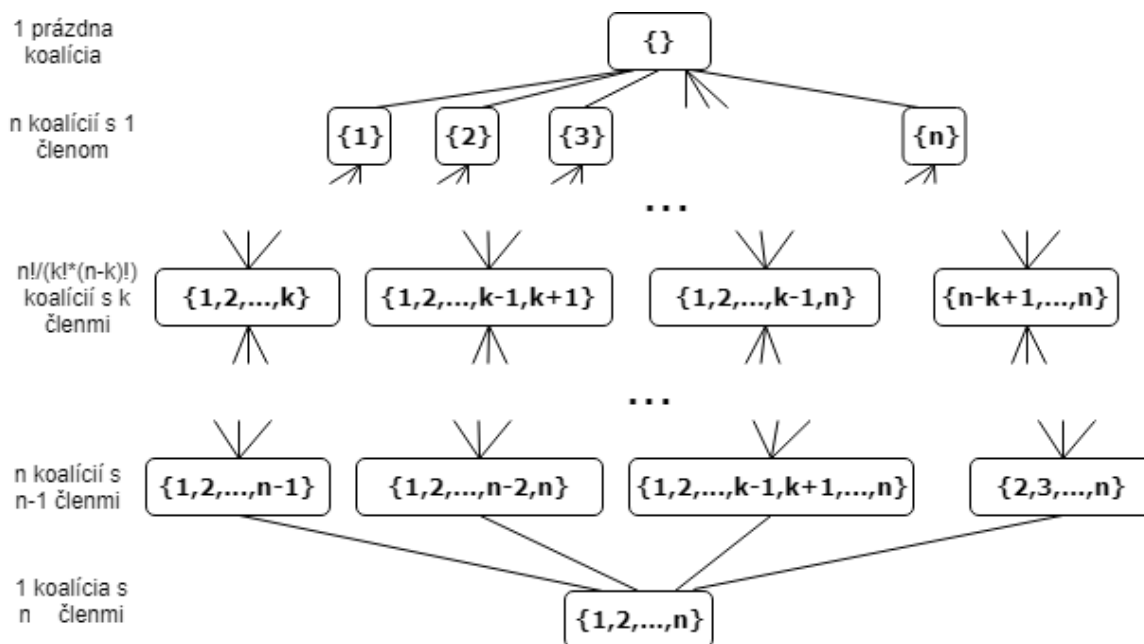 1 prázdna
koalícia
{}
n koalícií s 1
členom
{1}
{2}
{3}
{n}
...
n!/(k!*(n-k)!)
koalícií s k
členmi
{1,2,...,k}
{1,2,...,k-1,k+1}
{1,2,...,k-1,n}
{n-k+1,...,n}
...
n koalícií s
n-1 členmi
{1,2,...,n-1}
{1,2,...,n-2,n}
{1,2,...,k-1,k+1,...,n}
{2,3,...,n}
1 koalícia s
n členmi
{1,2,...,n}